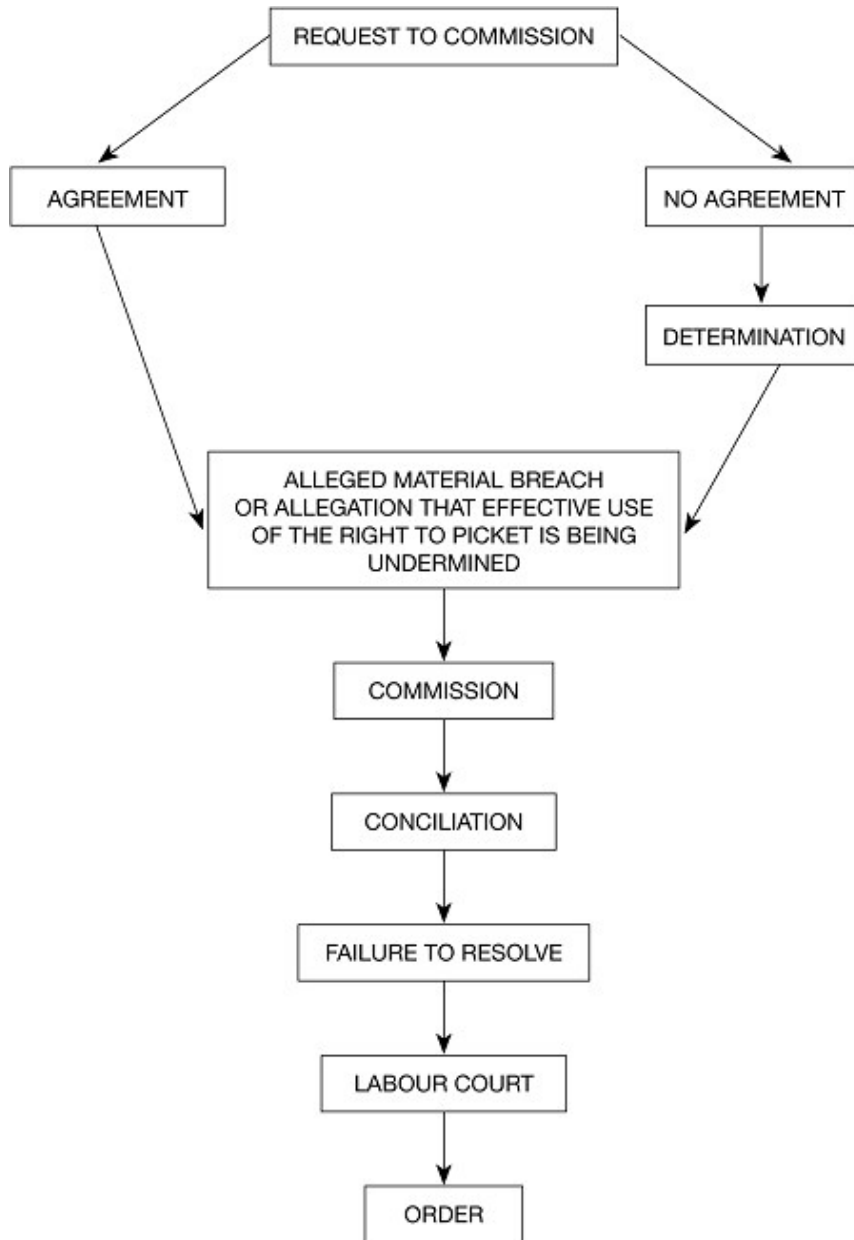 REQUEST TO COMMISSION
AGREEMENT
NO AGREEMENT
DETERMINATION
ALLEGED MATERIAL BREACH
OR ALLEGATION THAT EFFECTIVE USE
OF THE RIGHT TO PICKET IS BEING
UNDERMINED
COMMISSION
CONCILIATION
FAILURE TO RESOLVE
LABOUR COURT
ORDER